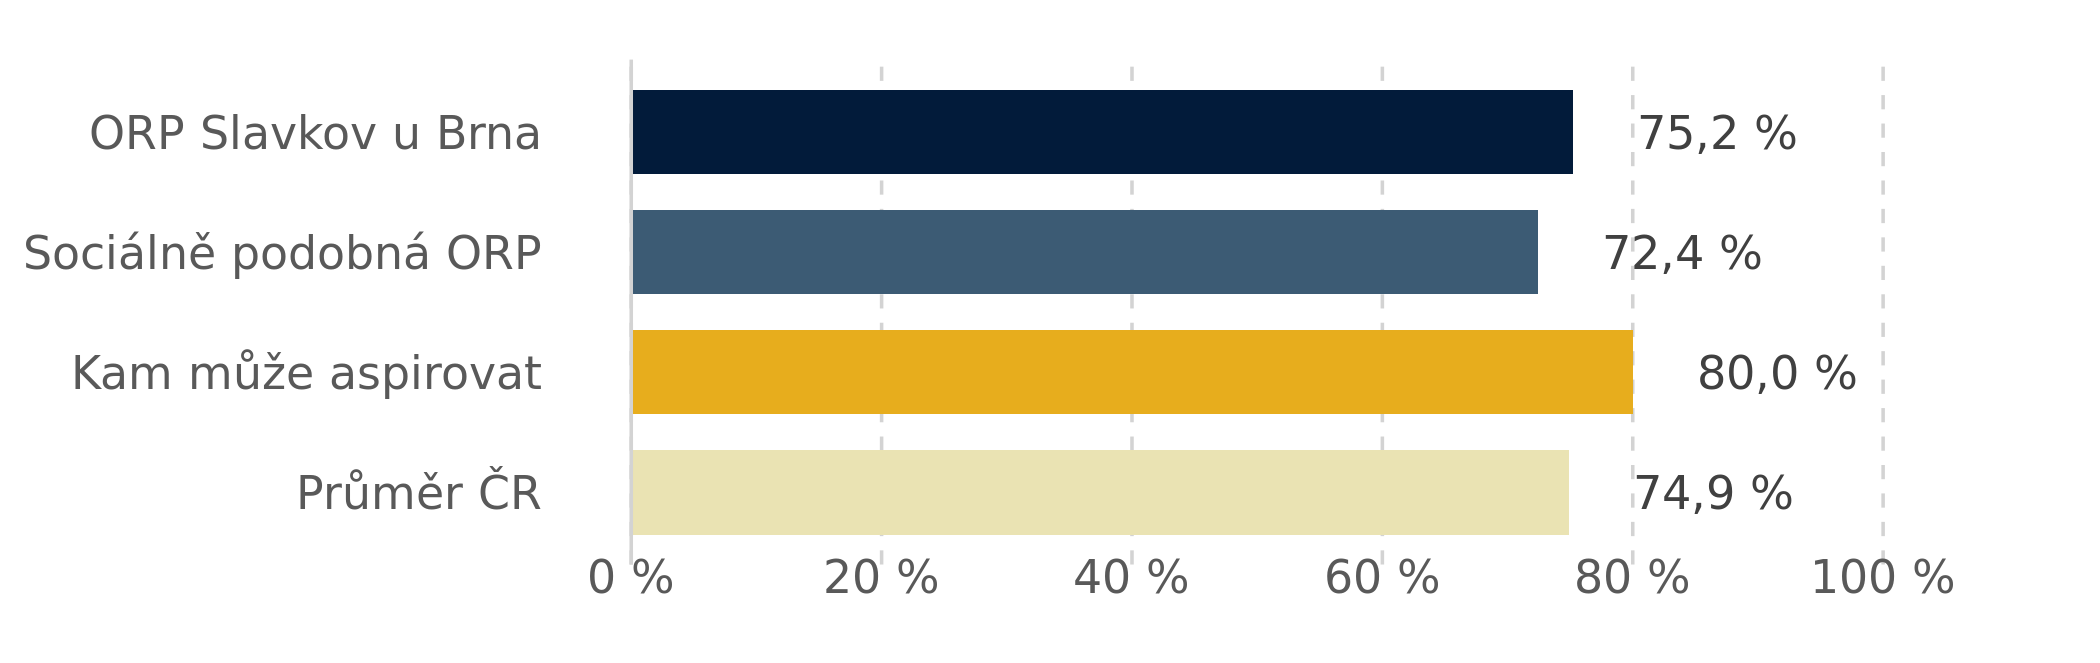 ORP Slavkov u Brna 75,2 %
Sociálně podobná ORP 72,4 %
Kam může aspirovat 80,0 %
Průměr ČR 74,9 %
0 % 20 % 40 % 60 % 80 % 100 %